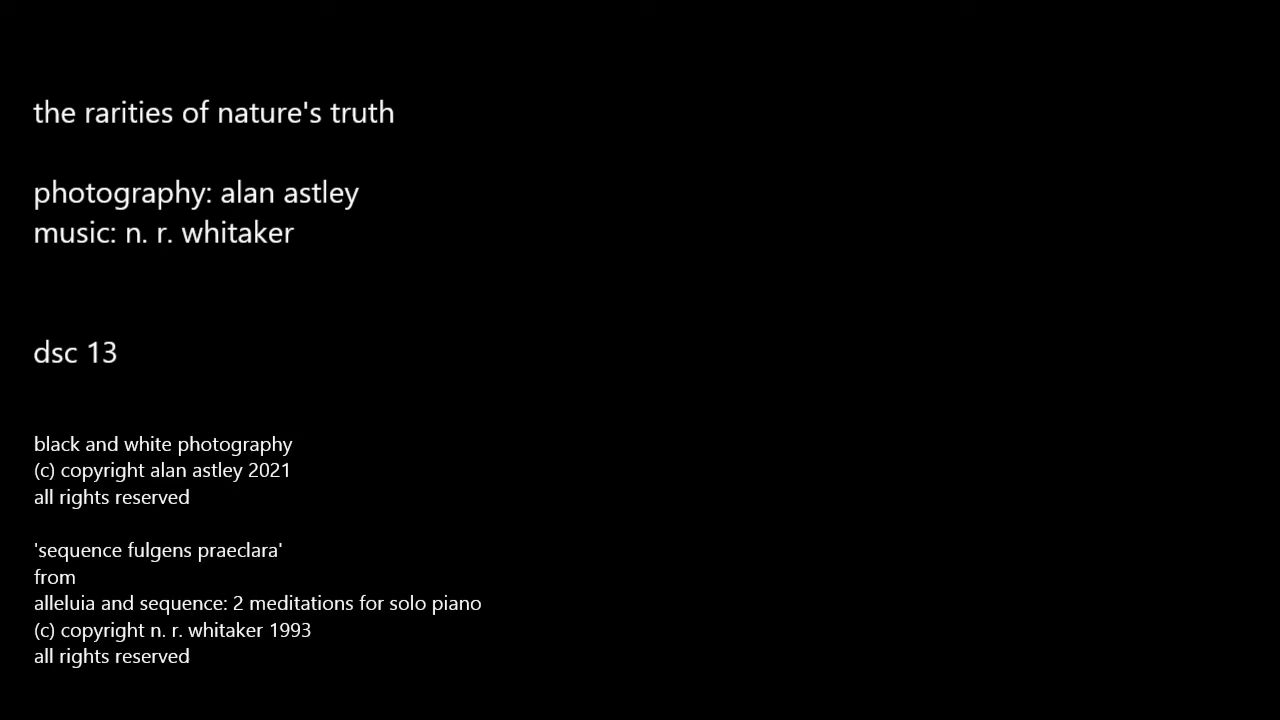 the rarities of nature's truth
photography: alan astley
music: n. r. whitaker
dsc 13
black and white photography
(c) copyright alan astley 2021
all rights reserved
'sequence fulgens praeclara'
from
alleluia and sequence: 2 meditations for solo piano
(c) copyright n. r. whitaker 1993
all rights reserved